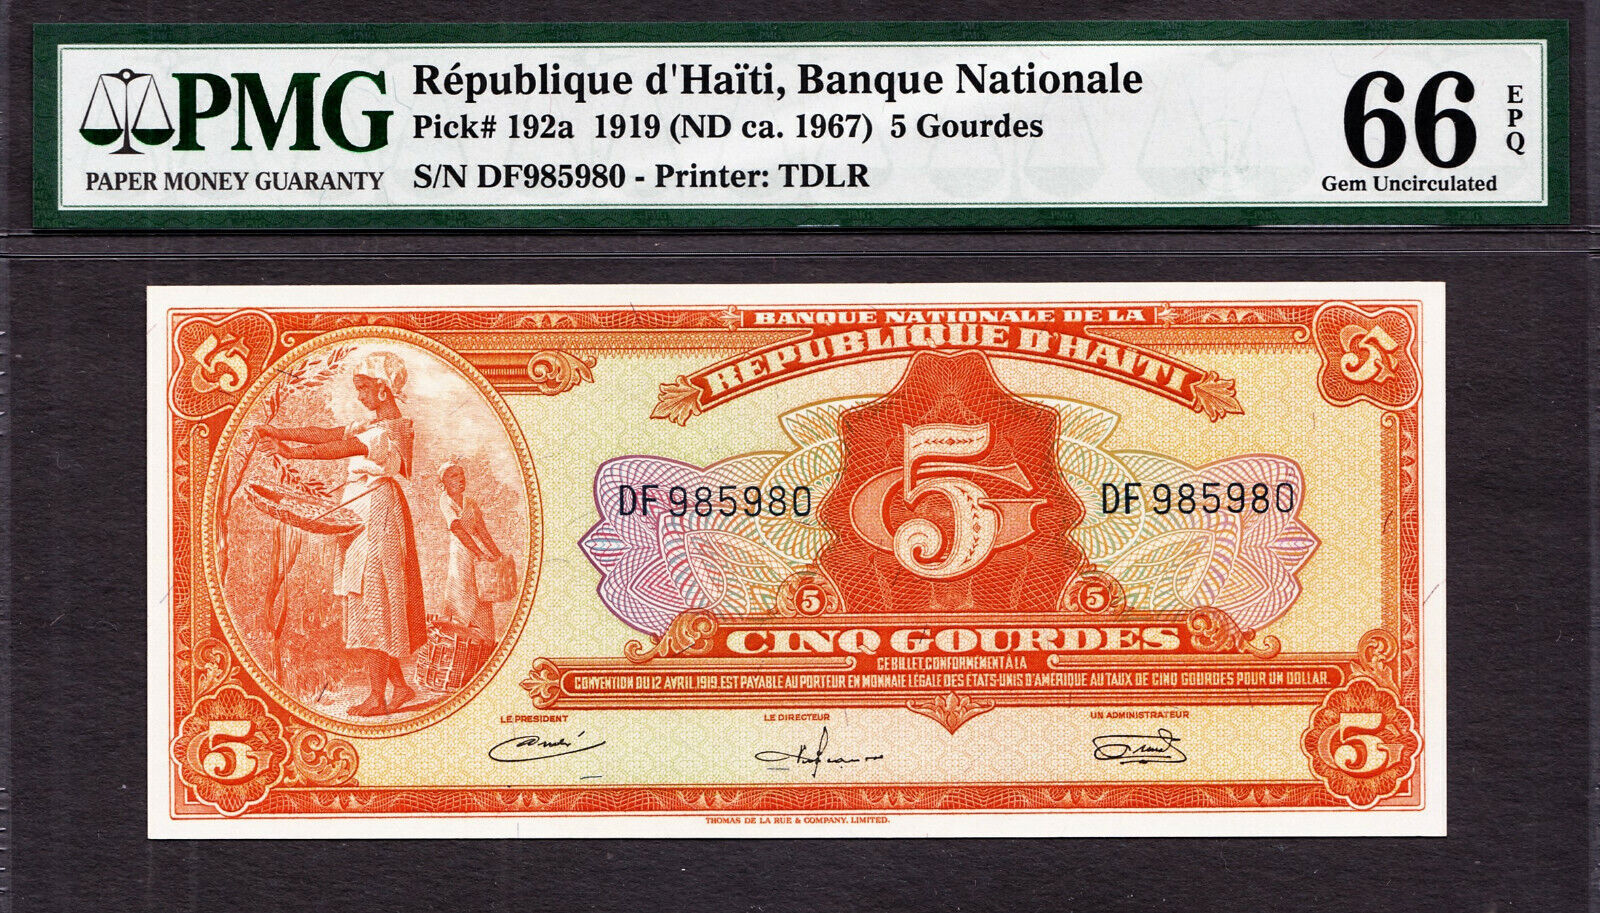 PMG
PAPER MONEY GUARANTY
République d'Haïti, Banque Nationale
Pick# 192a 1919 (ND ca. 1967) 5 Gourdes
S/N DF985980 - Printer: TDLR
66
EPQ
Gem Uncirculated
5
BANQUE NATIONALE DE LA
5
RÉPUBLIQUE D'HAÏTI
DF 985980
5
DF 985980
5
5
CINQ GOURDES
CE BILLET, CONFORMÉMENT À LA
CONVENTION DU 12 AVRIL 1919, EST PAYABLE AU PORTEUR EN MONNAIE LÉGALE DES ÉTATS-UNIS D'AMÉRIQUE AU TAUX DE CINQ GOURDES POUR UN DOLLAR.
LE PRESIDENT
LE DIRECTEUR
UN ADMINISTRATEUR
5
5
THOMAS DE LA RUE & COMPANY, LIMITED.